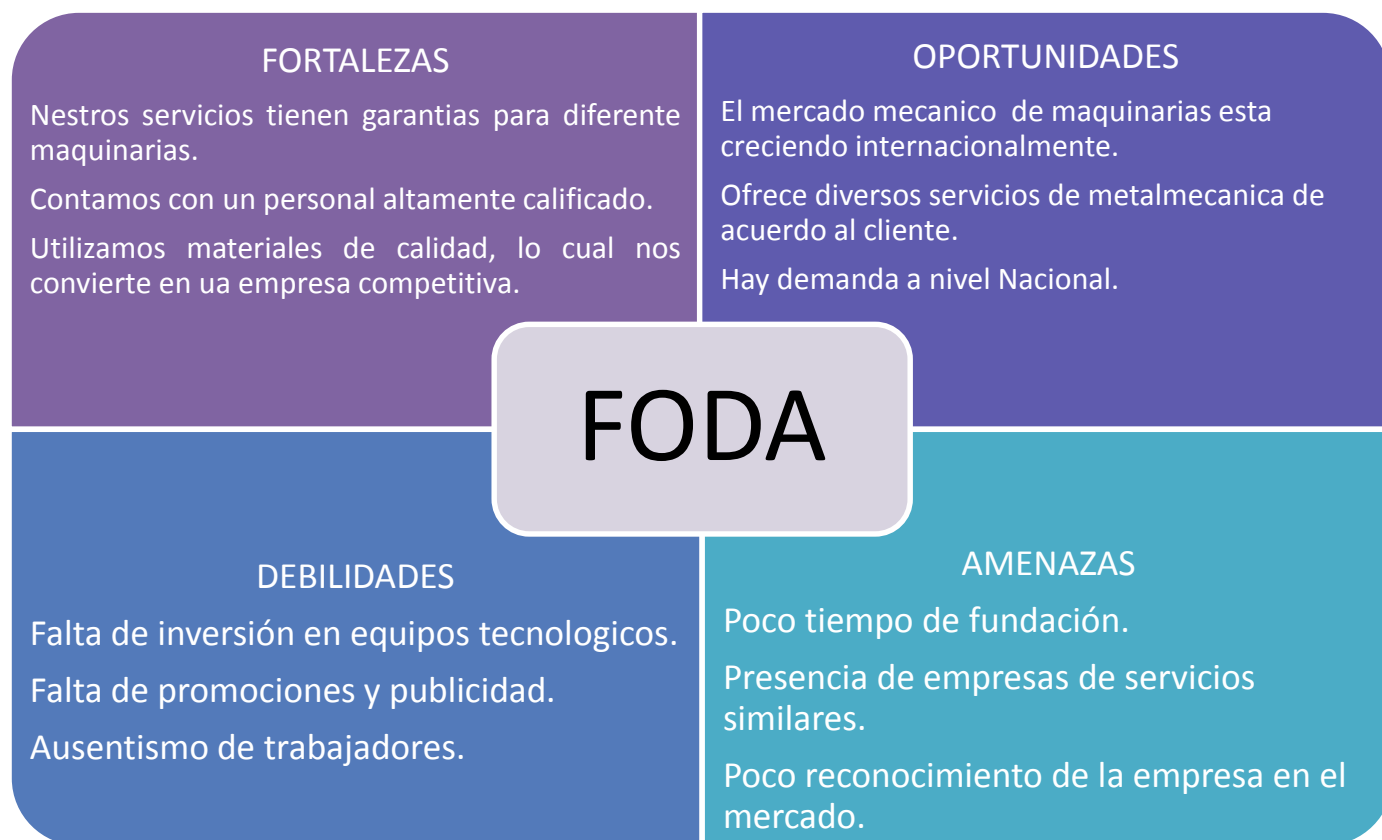 FORTALEZAS
Nestros servicios tienen garantias para diferente
maquinarias.
Contamos con un personal altamente calificado.
Utilizamos materiales de calidad, lo cual nos
convierte en ua empresa competitiva.
OPORTUNIDADES
El mercado mecanico de maquinarias esta
creciendo internacionalmente.
Ofrece diversos servicios de metalmecanica de
acuerdo al cliente.
Hay demanda a nivel Nacional.
FODA
DEBILIDADES
Falta de inversión en equipos tecnologicos.
Falta de promociones y publicidad.
Ausentismo de trabajadores.
AMENAZAS
Poco tiempo de fundación.
Presencia de empresas de servicios
similares.
Poco reconocimiento de la empresa en el
mercado.